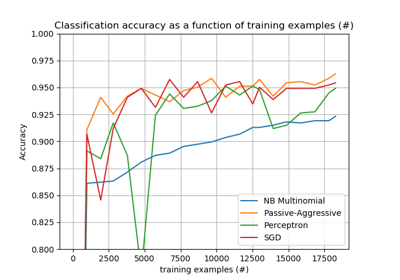 Classification accuracy as a function of training examples (#)
1.000
0.975
0.950
0.925
0.900
0.875
0.850
0.825
0.800
Accuracy
NB Multinomial
Passive-Aggressive
Perceptron
SGD
0 2500 5000 7500 10000 12500 15000 17500
training examples (#)